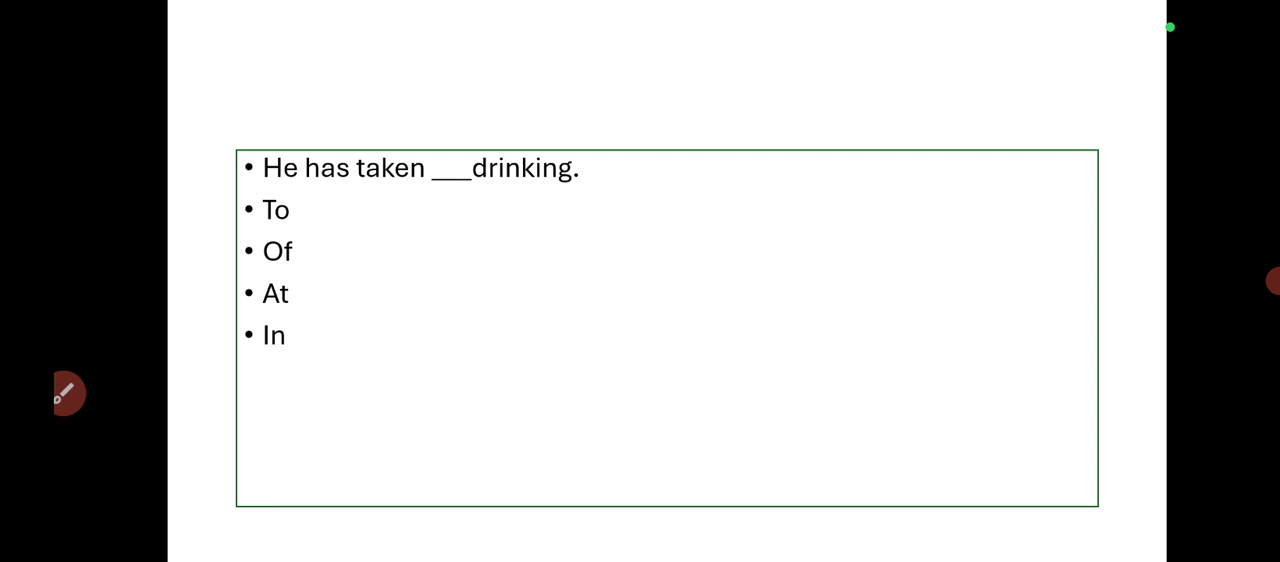 • He has taken ___drinking.
• To
• Of
• At
• In